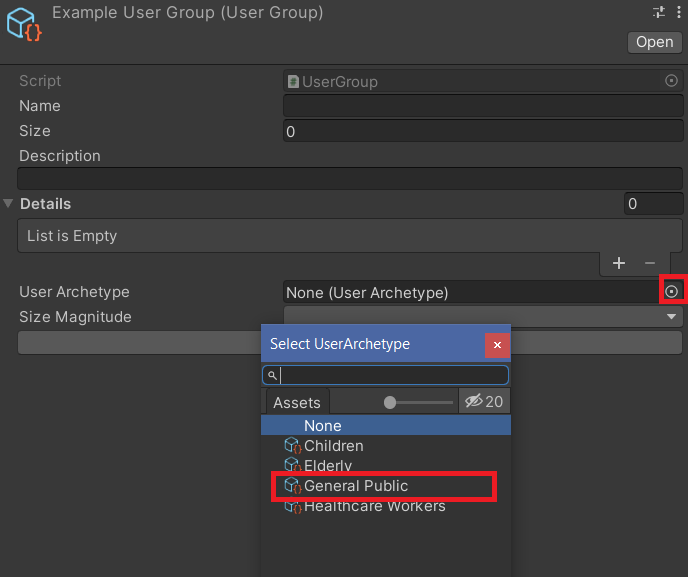 Example User Group (User Group)
Open
Script
UserGroup
Name
Size
0
Description
Details
0
List is Empty
+ −
User Archetype
None (User Archetype)
Size Magnitude
Select UserArchetype
×
Assets
20
None
Children
Elderly
General Public
Healthcare Workers